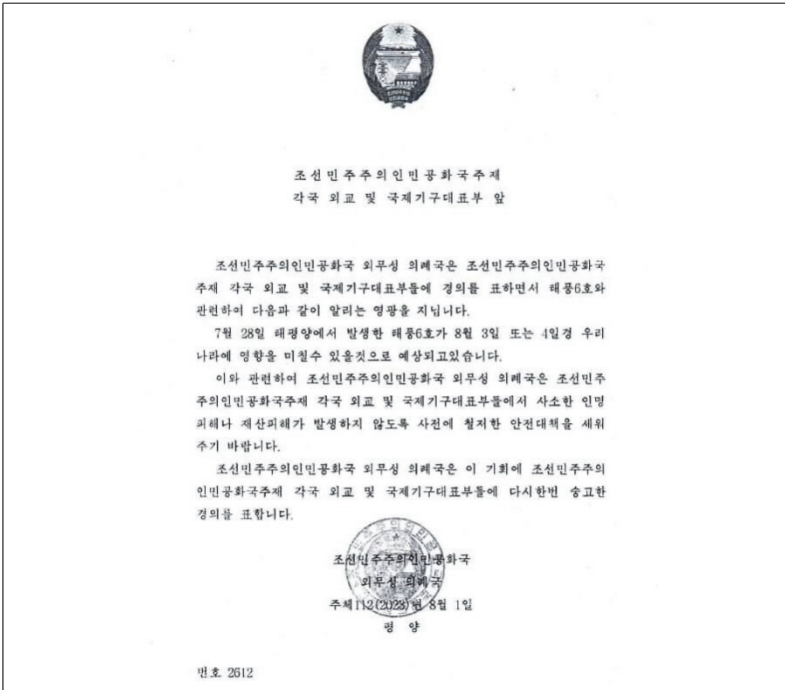 조선민주주의인민공화국주재
각국 외교 및 국제기구대표부 앞
조선민주주의인민공화국 외무성 의례국은 조선민주주의인민공화국
주재 각국 외교 및 국제기구대표부들에 경의를 표하면서 태풍6호와
관련하여 다음과 같이 알리는 영광을 지닙니다.
7월 28일 태평양에서 발생한 태풍6호가 8월 3일 또는 4일경 우리
나라에 영향을 미칠수 있을것으로 예상되고있습니다.
이와 관련하여 조선민주주의인민공화국 외무성 의례국은 조선민주
주의인민공화국주재 각국 외교 및 국제기구대표부들에서 사소한 인명
피해나 재산피해가 발생하지 않도록 사전에 철저한 안전대책을 세워
주기 바랍니다.
조선민주주의인민공화국 외무성 의례국은 이 기회에 조선민주주의
인민공화국주재 각국 외교 및 국제기구대표부들에 다시한번 숭고한
경의를 표합니다.
조선민주주의인민공화국
외무성 의례국
주체112(2023)년 8월 1일
평 양
번호 2612